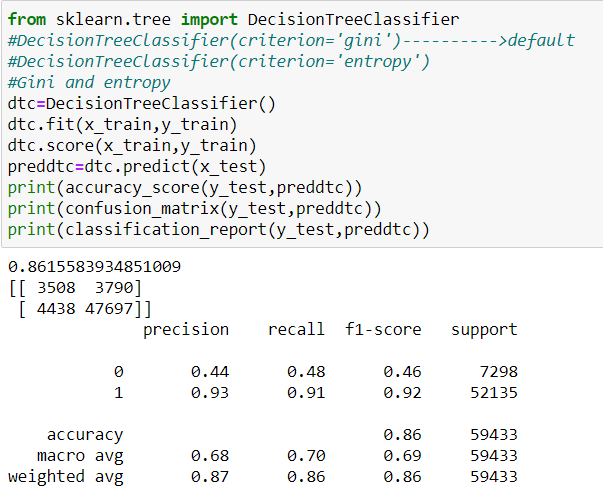 from sklearn.tree import DecisionTreeClassifier
#DecisionTreeClassifier(criterion='gini')---------->default
#DecisionTreeClassifier(criterion='entropy')
#Gini and entropy
dtc=DecisionTreeClassifier()
dtc.fit(x_train,y_train)
dtc.score(x_train,y_train)
preddtc=dtc.predict(x_test)
print(accuracy_score(y_test,preddtc))
print(confusion_matrix(y_test,preddtc))
print(classification_report(y_test,preddtc))
0.8615583934851009
[[ 3508  3790]
 [ 4438 47697]]
              precision    recall  f1-score   support
           0       0.44      0.48      0.46      7298
           1       0.93      0.91      0.92     52135
    accuracy                           0.86     59433
   macro avg       0.68      0.70      0.69     59433
weighted avg       0.87      0.86      0.86     59433